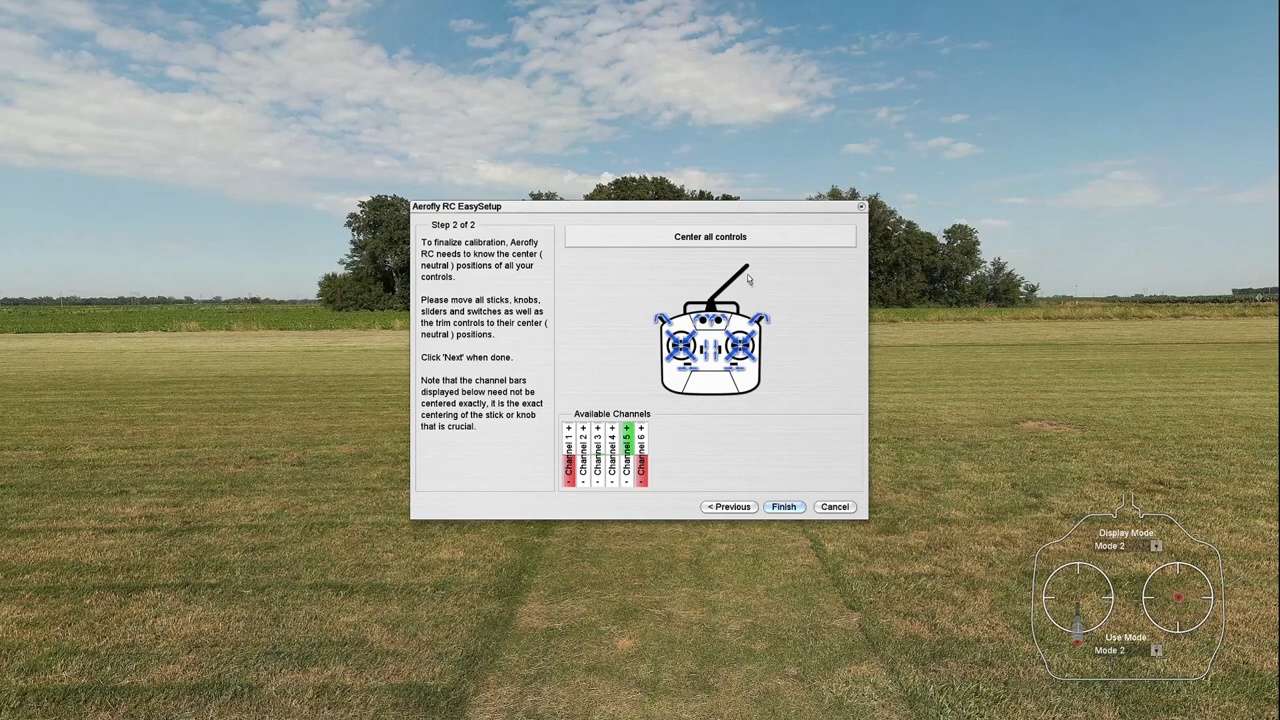 Aerofly RC EasySetup
Step 2 of 2
To finalize calibration, Aerofly
RC needs to know the center (
neutral ) positions of all your
controls.
Please move all sticks, knobs,
sliders and switches as well as
the trim controls to their center (
neutral ) positions.
Click 'Next' when done.
Note that the channel bars
displayed below need not be
centered exactly, it is the exact
centering of the stick or knob
that is crucial.
Center all controls
Available Channels
- Channel 1 +
- Channel 2 +
- Channel 3 +
- Channel 4 +
- Channel 5 +
- Channel 6 +
< Previous
Finish
Cancel
Display Mode:
Mode 2
Use Mode:
Mode 2